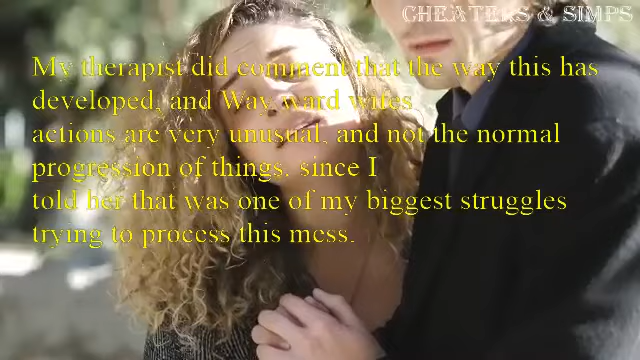 CHEATERS & SIMPS
My therapist did comment that the way this has
developed, and Way ward wifes
actions are very unusual, and not the normal
progression of things. since I
told her that was one of my biggest struggles
trying to process this mess.